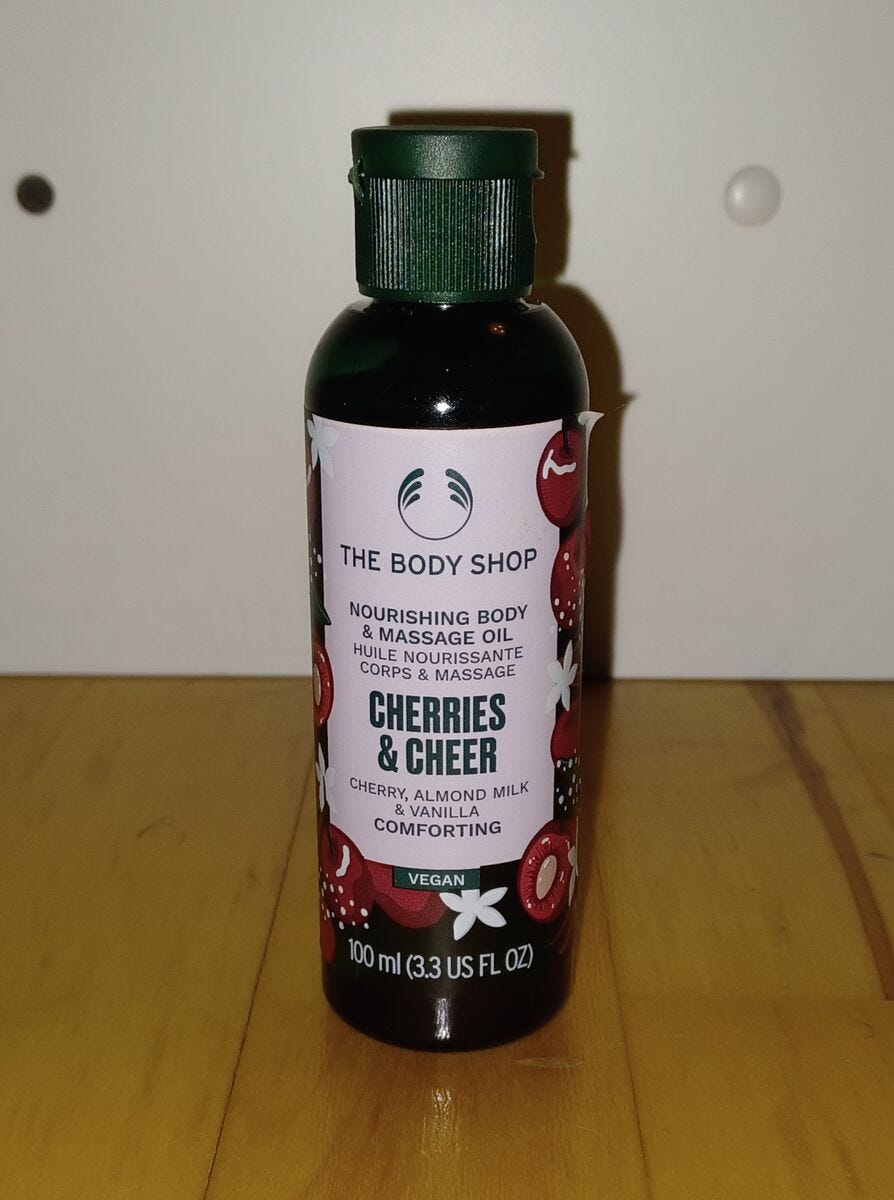 THE BODY SHOP
NOURISHING BODY
& MASSAGE OIL
HUILE NOURISSANTE
CORPS & MASSAGE
CHERRIES
& CHEER
CHERRY, ALMOND MILK
& VANILLA
COMFORTING
VEGAN
100 ml (3.3 US FL OZ)